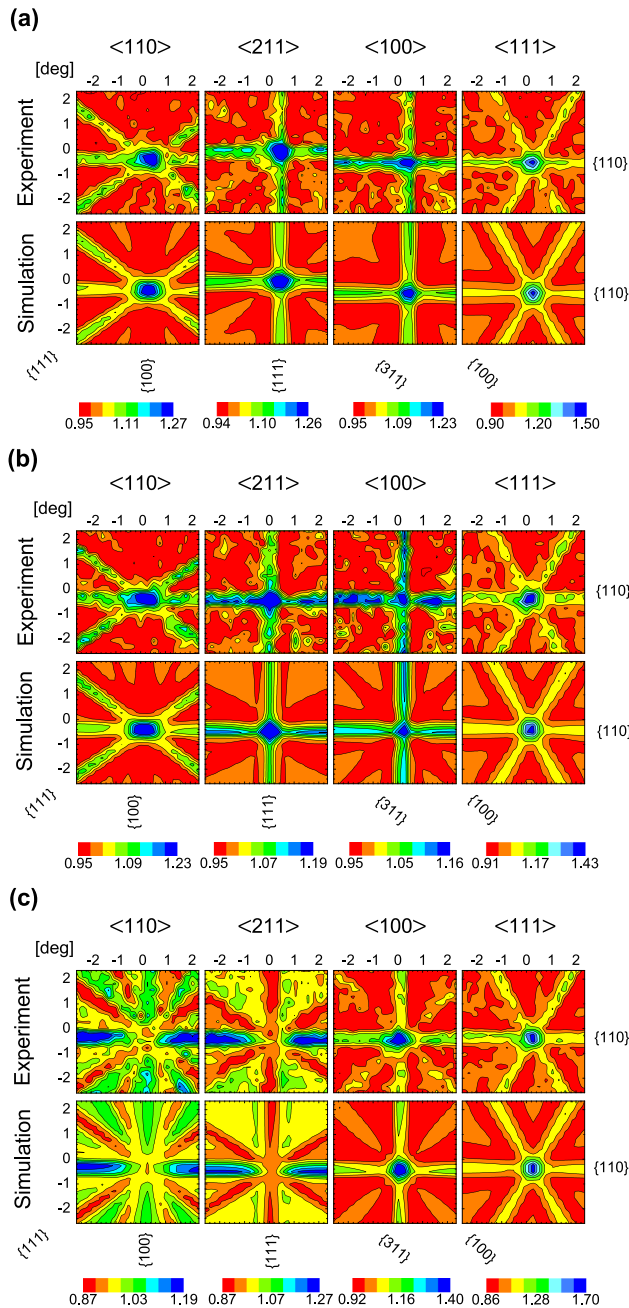 (a)
<110> <211> <100> <111>
[deg] -2 -1 0 1 2 -2 -1 0 1 2 -2 -1 0 1 2 -2 -1 0 1 2
Experiment 2 1 0 -1 -2 {110}
Simulation 2 1 0 -1 -2 {110}
{111} {100} {111} {311} {100}
0.95 1.11 1.27 0.94 1.10 1.26 0.95 1.09 1.23 0.90 1.20 1.50
(b)
<110> <211> <100> <111>
[deg] -2 -1 0 1 2 -2 -1 0 1 2 -2 -1 0 1 2 -2 -1 0 1 2
Experiment 2 1 0 -1 -2 {110}
Simulation 2 1 0 -1 -2 {110}
{111} {100} {111} {311} {100}
0.95 1.09 1.23 0.95 1.07 1.19 0.95 1.05 1.16 0.91 1.17 1.43
(c)
<110> <211> <100> <111>
[deg] -2 -1 0 1 2 -2 -1 0 1 2 -2 -1 0 1 2 -2 -1 0 1 2
Experiment 2 1 0 -1 -2 {110}
Simulation 2 1 0 -1 -2 {110}
{111} {100} {111} {311} {100}
0.87 1.03 1.19 0.87 1.07 1.27 0.92 1.16 1.40 0.86 1.28 1.70